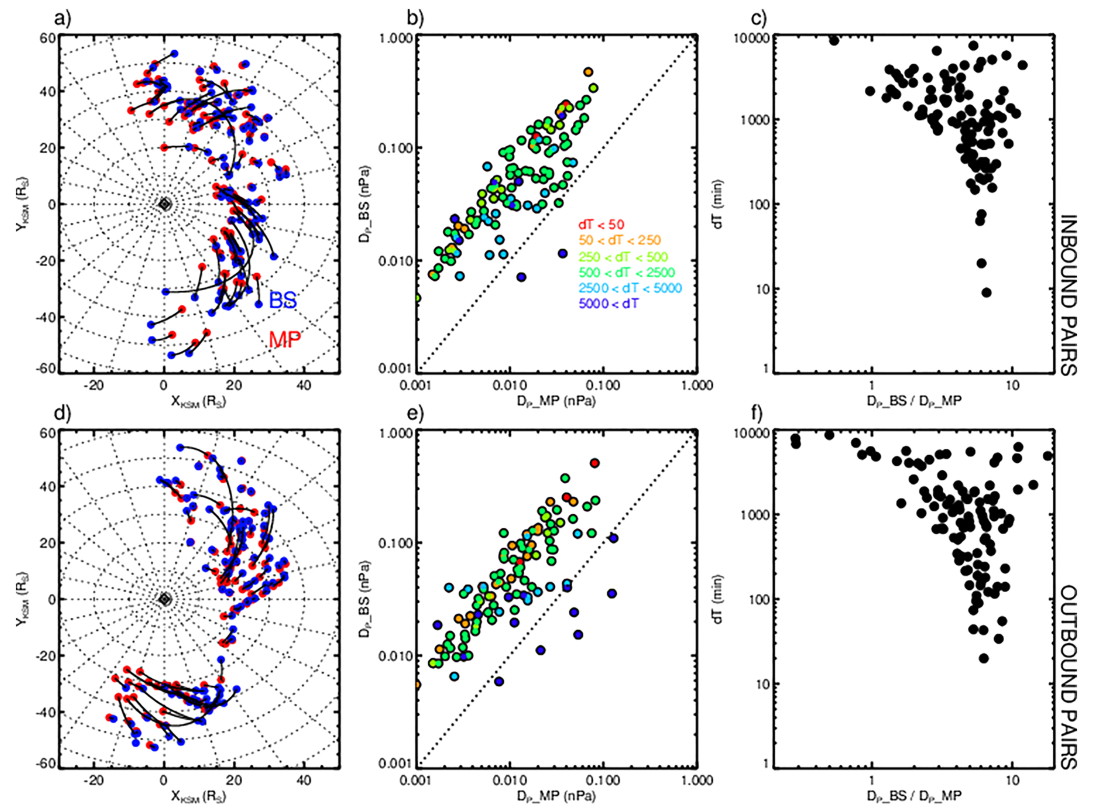 a)
b)
c)
60
40
20
0
-20
-40
-60
Y_KSM (R_S)
-20
0
20
40
X_KSM (R_S)
BS
MP
1.000
0.100
0.010
0.001
D_P_BS (nPa)
0.001
0.010
0.100
1.000
D_P_MP (nPa)
dT < 50
50 < dT < 250
250 < dT < 500
500 < dT < 2500
2500 < dT < 5000
5000 < dT
10000
1000
100
10
1
dT (min)
1
10
D_P_BS / D_P_MP
INBOUND PAIRS
d)
e)
f)
60
40
20
0
-20
-40
-60
Y_KSM (R_S)
-20
0
20
40
X_KSM (R_S)
1.000
0.100
0.010
0.001
D_P_BS (nPa)
0.001
0.010
0.100
1.000
D_P_MP (nPa)
10000
1000
100
10
1
dT (min)
1
10
D_P_BS / D_P_MP
OUTBOUND PAIRS